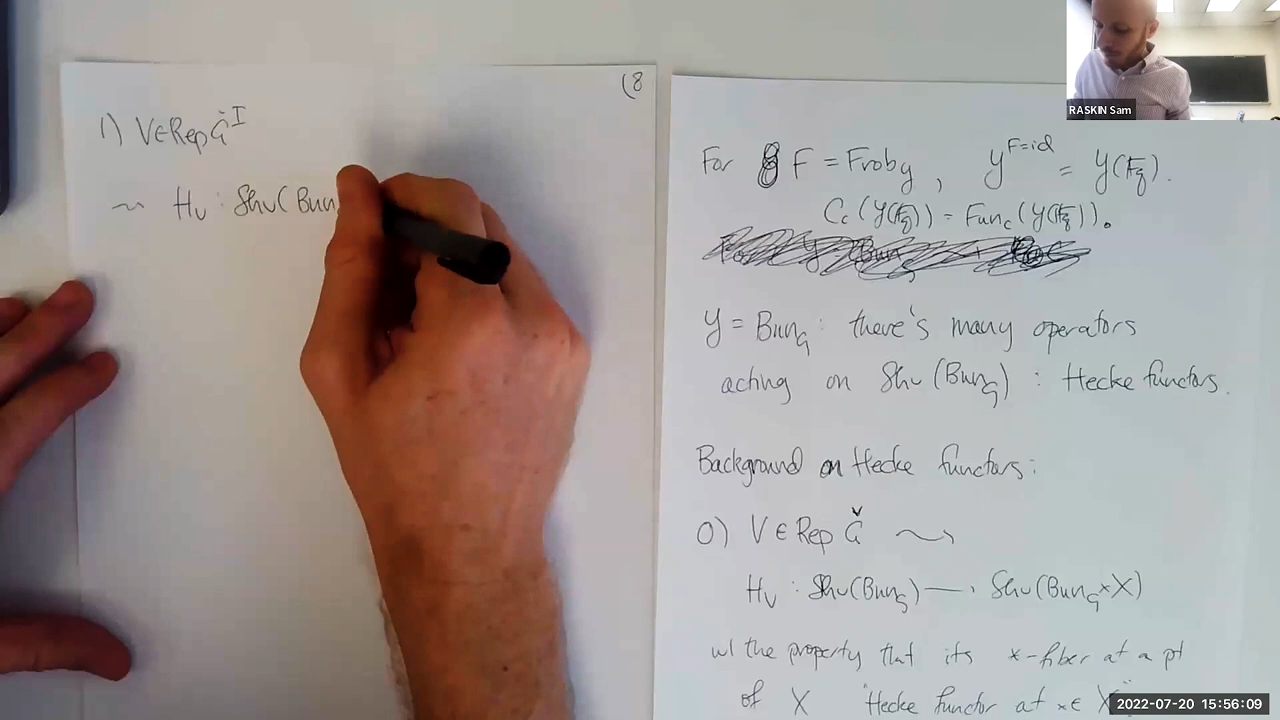 (8
1) V∈Rep Ǧ^I
~ H_V : Shv(Bun
For F = Frob_y , y^{F=id} = y(F_q).
C_c(y(F_q)) = Fun_c(y(F_q)).
y = Bun_G : there's many operators
acting on Shv(Bun_G) : Hecke functors.
Background on Hecke functors:
0) V ∈ Rep Ǧ ⤳
H_V : Shv(Bun_G) → Shv(Bun_G×X)
w/ the property that its *-fiber at a pt
of X "Hecke functor at x∈X"
RASKIN Sam
2022-07-20 15:56:09